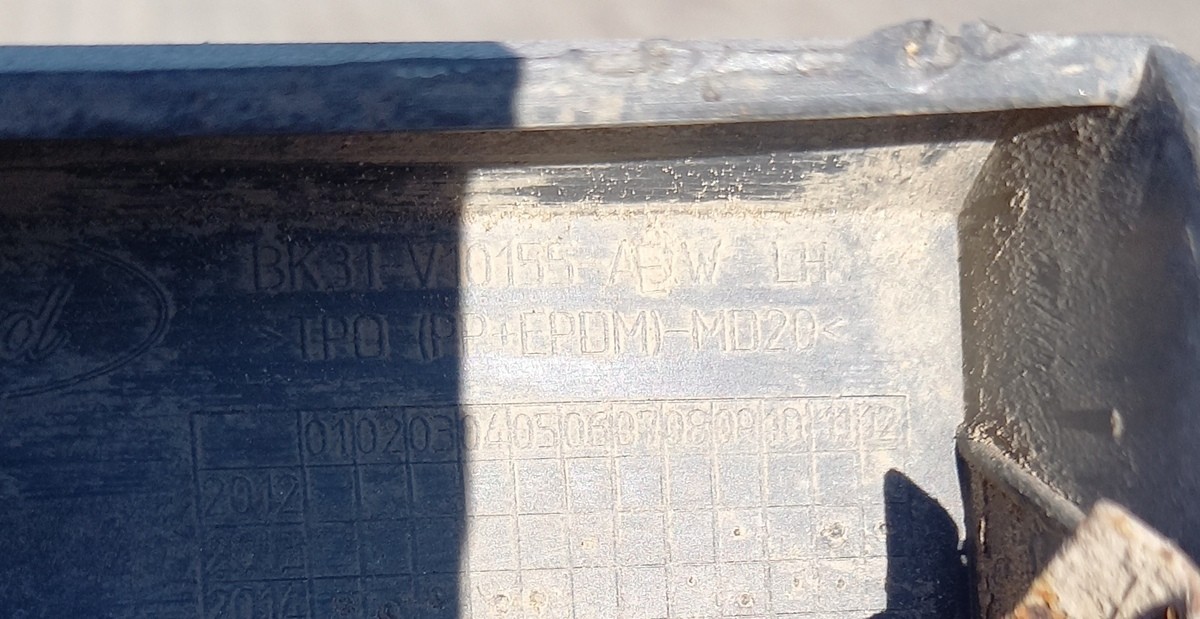 BK31-V10155-ABW LH
>TPO (PP+EPDM)-MD20<
01 02 03 04 05 06 07 08 09 10 11 12
2012
2014